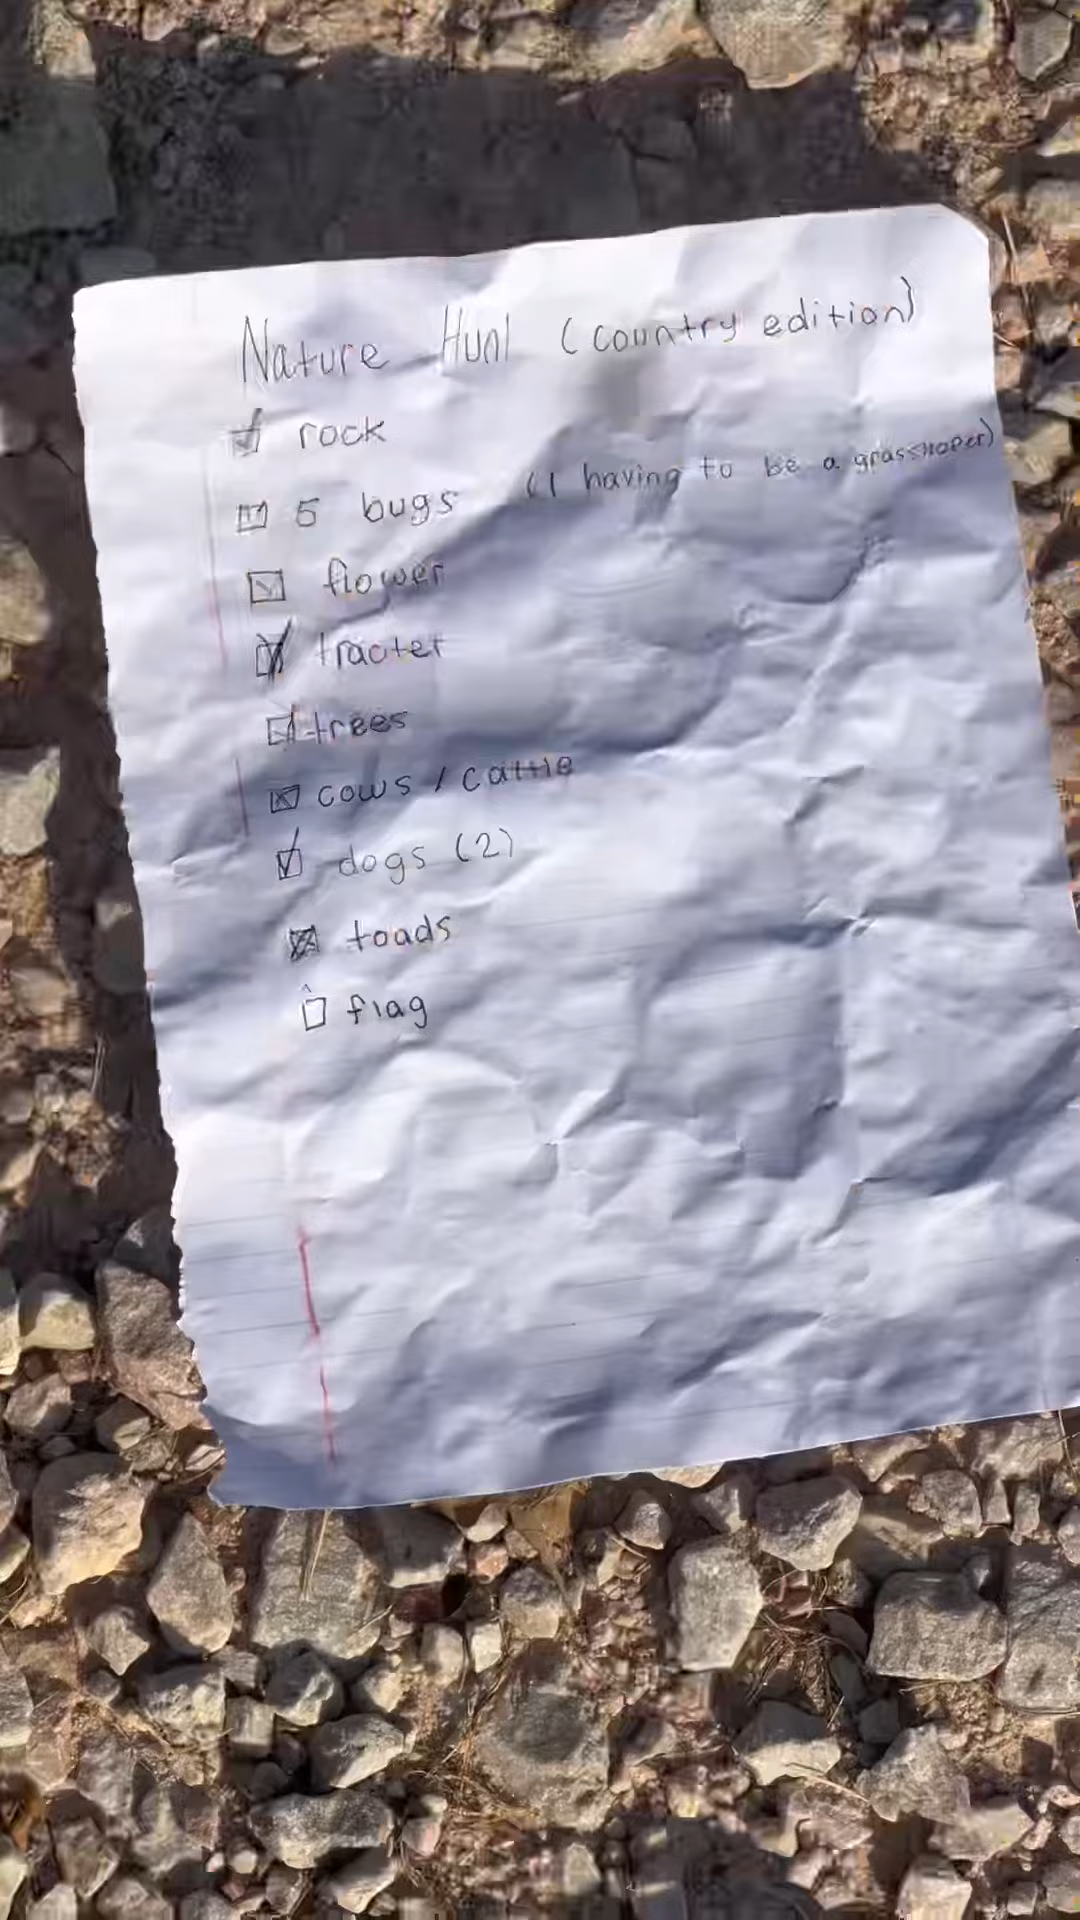 Nature Hunt (country edition)
rock
5 bugs (1 having to be a grassHoper)
flower
tracter
trees
cows / cattle
dogs (2)
toads
flag